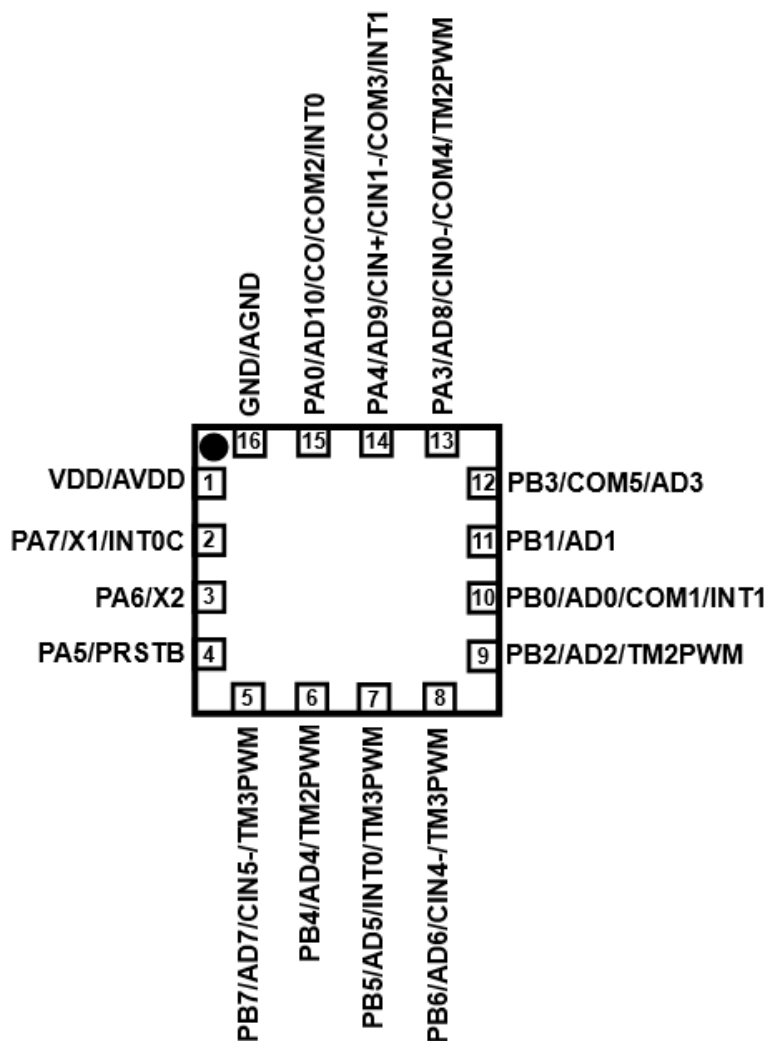 GND/AGND
PA0/AD10/CO/COM2/INT0
PA4/AD9/CIN+/CIN1-/COM3/INT1
PA3/AD8/CIN0-/COM4/TM2PWM
16
15
14
13
VDD/AVDD
1
12
PB3/COM5/AD3
PA7/X1/INT0C
2
11
PB1/AD1
PA6/X2
3
10
PB0/AD0/COM1/INT1
PA5/PRSTB
4
9
PB2/AD2/TM2PWM
5
6
7
8
PB7/AD7/CIN5-/TM3PWM
PB4/AD4/TM2PWM
PB5/AD5/INT0/TM3PWM
PB6/AD6/CIN4-/TM3PWM